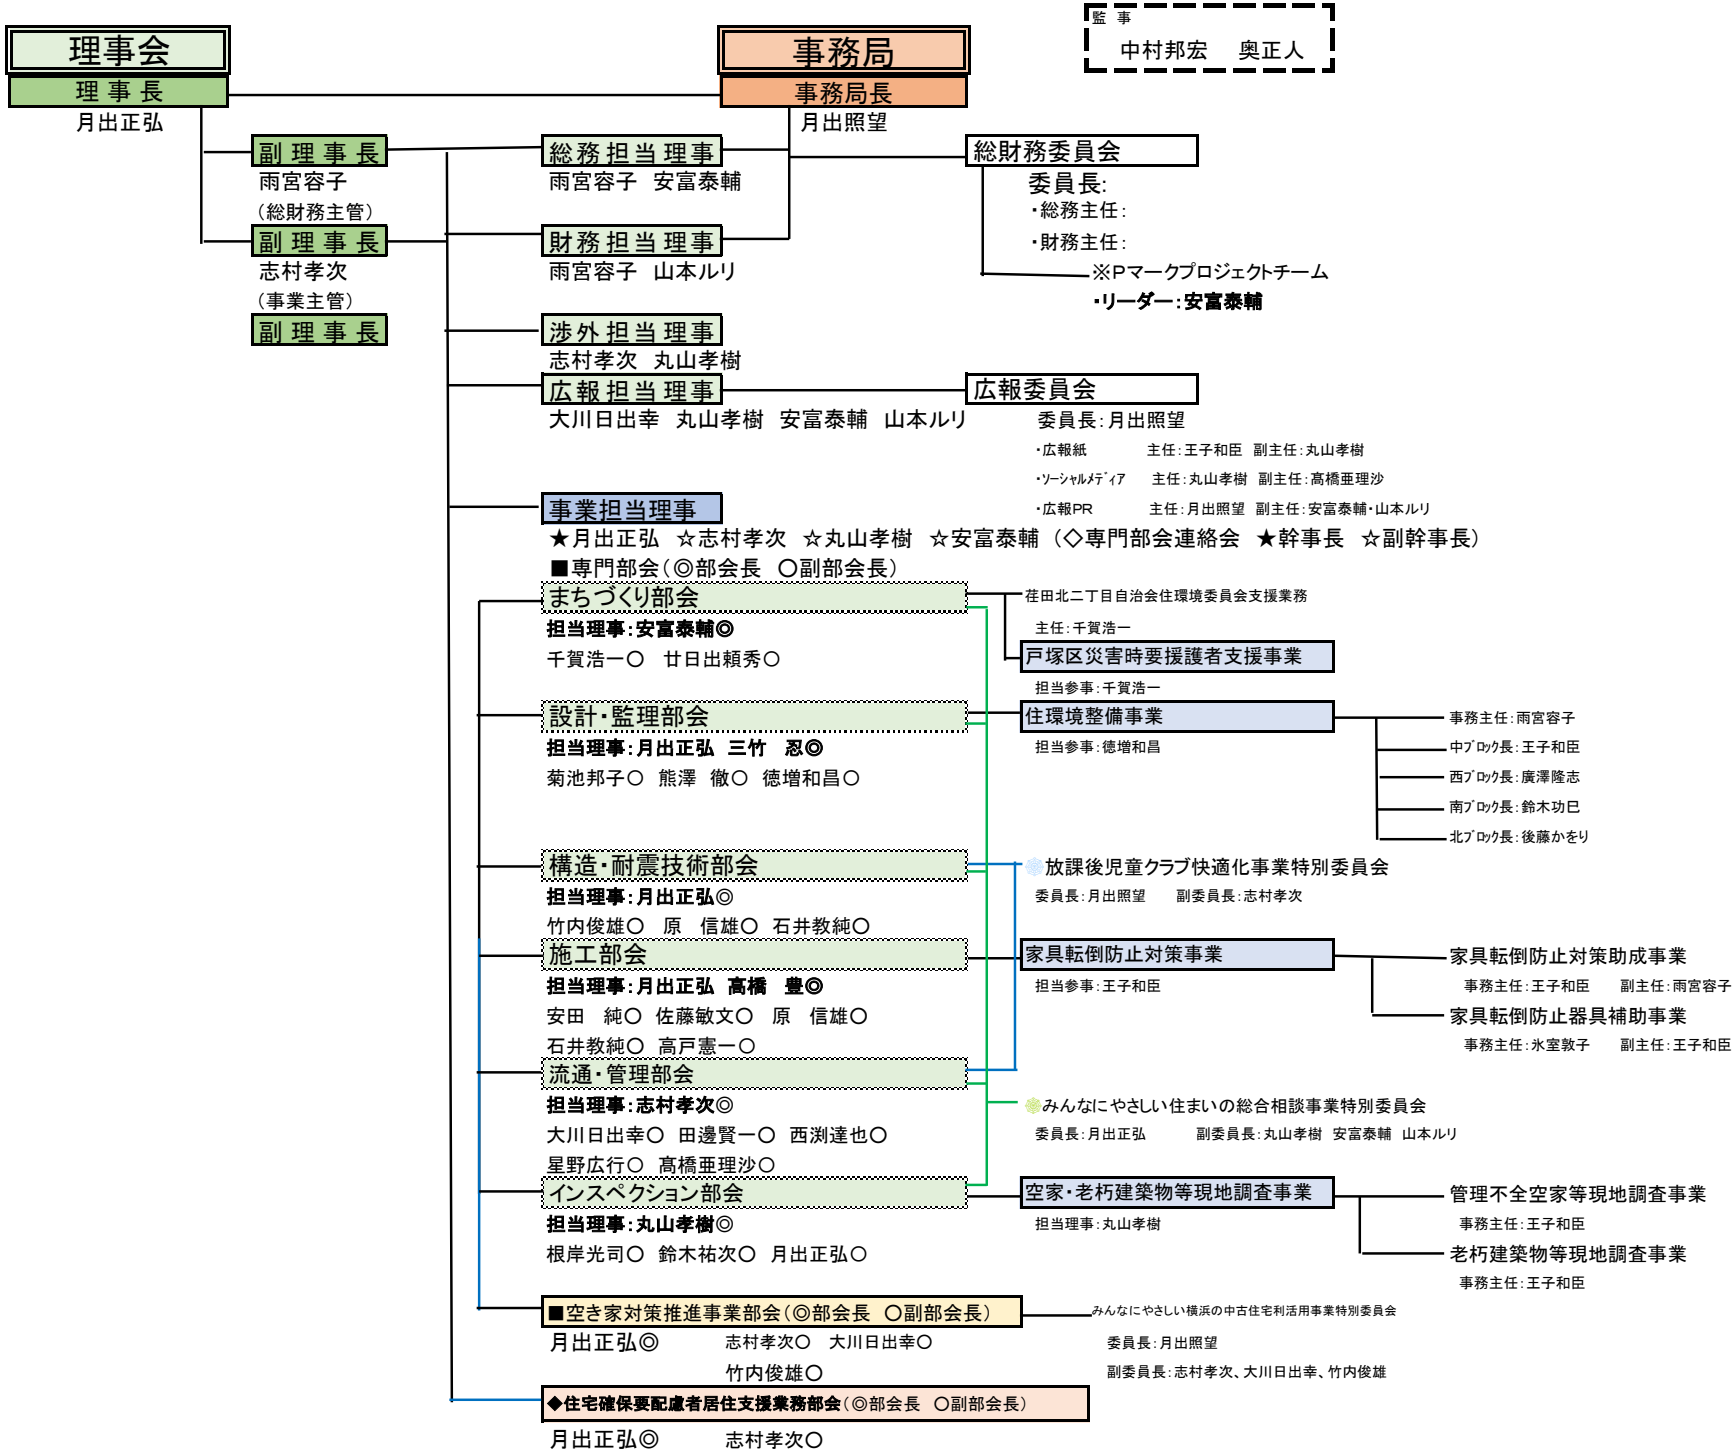 監 事
中村邦宏 奥正人
理事会
事務局
理 事 長
事務局長
月出正弘
月出照望
副 理 事 長
雨宮容子
（総財務主管）
副 理 事 長
志村孝次
（事業主管）
副 理 事 長
総務担当理事
雨宮容子 安富泰輔
財務担当理事
雨宮容子 山本ルリ
渉外担当理事
志村孝次 丸山孝樹
広報担当理事
大川日出幸 丸山孝樹 安富泰輔 山本ルリ
総財務委員会
委員長：
・総務主任：
・財務主任：
※Pマークプロジェクトチーム
・リーダー：安富泰輔
広報委員会
委員長：月出照望
・広報紙 主任：王子和臣 副主任：丸山孝樹
・ソーシャルメディア 主任：丸山孝樹 副主任：髙橋亜理沙
・広報PR 主任：月出照望 副主任：安富泰輔・山本ルリ
事業担当理事
★月出正弘 ☆志村孝次 ☆丸山孝樹 ☆安富泰輔（◇専門部会連絡会 ★幹事長 ☆副幹事長）
■専門部会（◎部会長 〇副部会長）
まちづくり部会
担当理事：安富泰輔◎
千賀浩一〇 廿日出頼秀〇
荏田北二丁目自治会住環境委員会支援業務
主任：千賀浩一
戸塚区災害時要援護者支援事業
担当参事：千賀浩一
設計・監理部会
担当理事：月出正弘 三竹 忍◎
菊池邦子〇 熊澤 徹〇 徳増和昌〇
住環境整備事業
担当参事：徳増和昌
事務主任：雨宮容子
中ブロック長：王子和臣
西ブロック長：廣澤隆志
南ブロック長：鈴木功巳
北ブロック長：後藤かをり
構造・耐震技術部会
担当理事：月出正弘◎
竹内俊雄〇 原 信雄〇 石井教純〇
放課後児童クラブ快適化事業特別委員会
委員長：月出照望 副委員長：志村孝次
施工部会
担当理事：月出正弘 高橋 豊◎
安田 純〇 佐藤敏文〇 原 信雄〇
石井教純〇 高戸憲一〇
家具転倒防止対策事業
担当参事：王子和臣
家具転倒防止対策助成事業
事務主任：王子和臣 副主任：雨宮容子
家具転倒防止器具補助事業
事務主任：氷室敦子 副主任：王子和臣
流通・管理部会
担当理事：志村孝次◎
大川日出幸〇 田邊賢一〇 西渕達也〇
星野広行〇 髙橋亜理沙〇
みんなにやさしい住まいの総合相談事業特別委員会
委員長：月出正弘 副委員長：丸山孝樹 安富泰輔 山本ルリ
インスペクション部会
担当理事：丸山孝樹◎
根岸光司〇 鈴木祐次〇 月出正弘〇
空家・老朽建築物等現地調査事業
担当理事：丸山孝樹
管理不全空家等現地調査事業
事務主任：王子和臣
老朽建築物等現地調査事業
事務主任：王子和臣
■空き家対策推進事業部会（◎部会長 〇副部会長）
月出正弘◎ 志村孝次〇 大川日出幸〇
竹内俊雄〇
みんなにやさしい横浜の中古住宅利活用事業特別委員会
委員長：月出照望
副委員長：志村孝次、大川日出幸、竹内俊雄
◆住宅確保要配慮者居住支援業務部会（◎部会長 〇副部会長）
月出正弘◎ 志村孝次〇